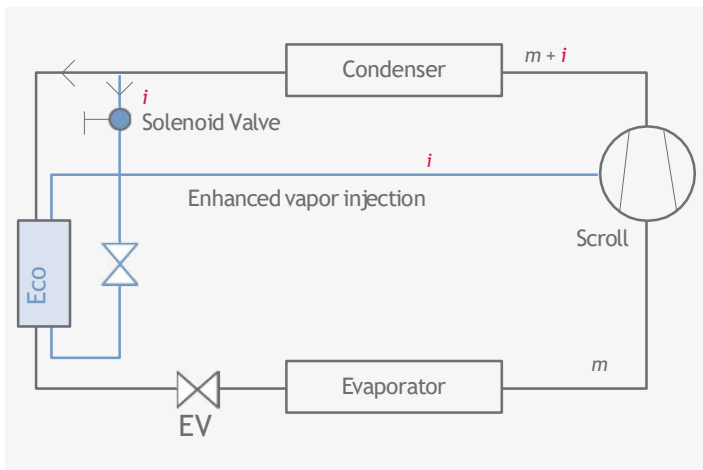 Condenser
m + i
i
Solenoid Valve
i
Enhanced vapor injection
Scroll
Eco
Evaporator
m
EV